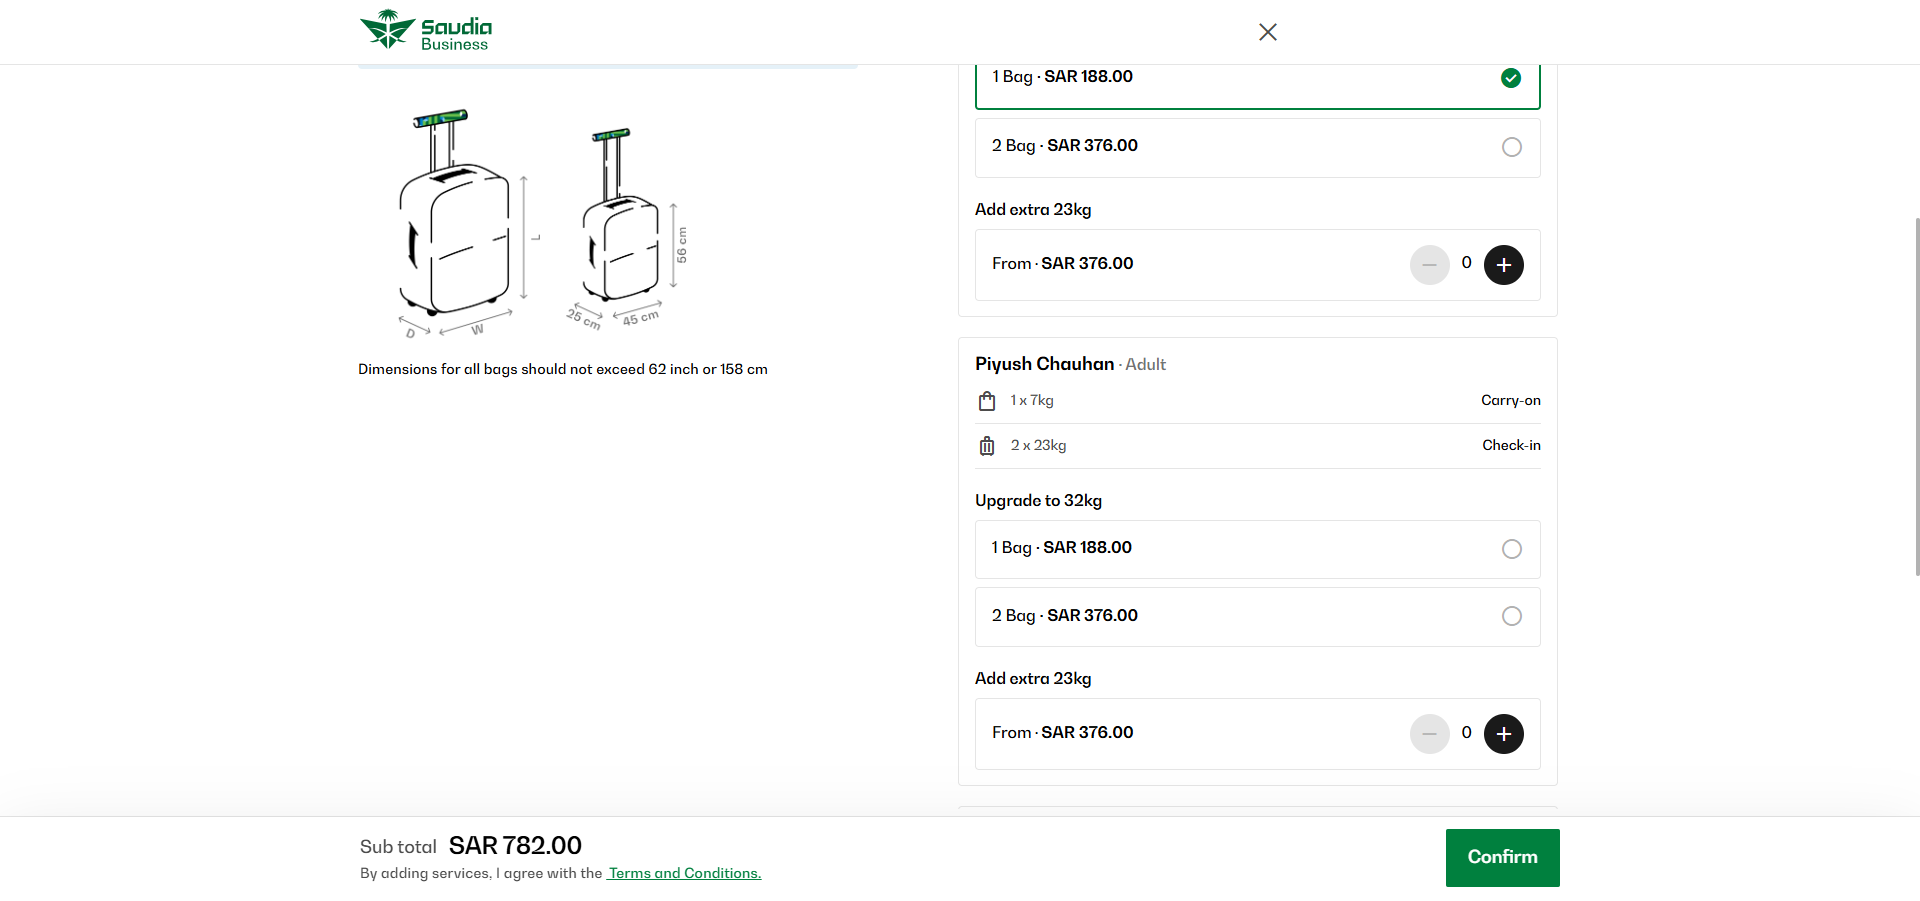 Saudia
Business
L
D
W
56 cm
25 cm
45 cm
Dimensions for all bags should not exceed 62 inch or 158 cm
1 Bag · SAR 188.00
2 Bag · SAR 376.00
Add extra 23kg
From · SAR 376.00
0
Piyush Chauhan · Adult
1 x 7kg
Carry-on
2 x 23kg
Check-in
Upgrade to 32kg
1 Bag · SAR 188.00
2 Bag · SAR 376.00
Add extra 23kg
From · SAR 376.00
0
Sub total SAR 782.00
By adding services, I agree with the Terms and Conditions.
Confirm